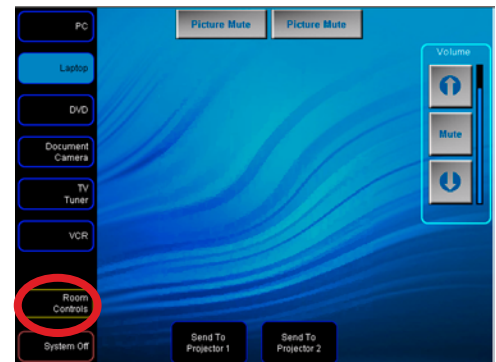 PC
Picture Mute
Picture Mute
Laptop
DVD
Document
Camera
TV
Tuner
VCR
Room
Controls
System Off
Volume
Mute
Send To
Projector 1
Send To
Projector 2